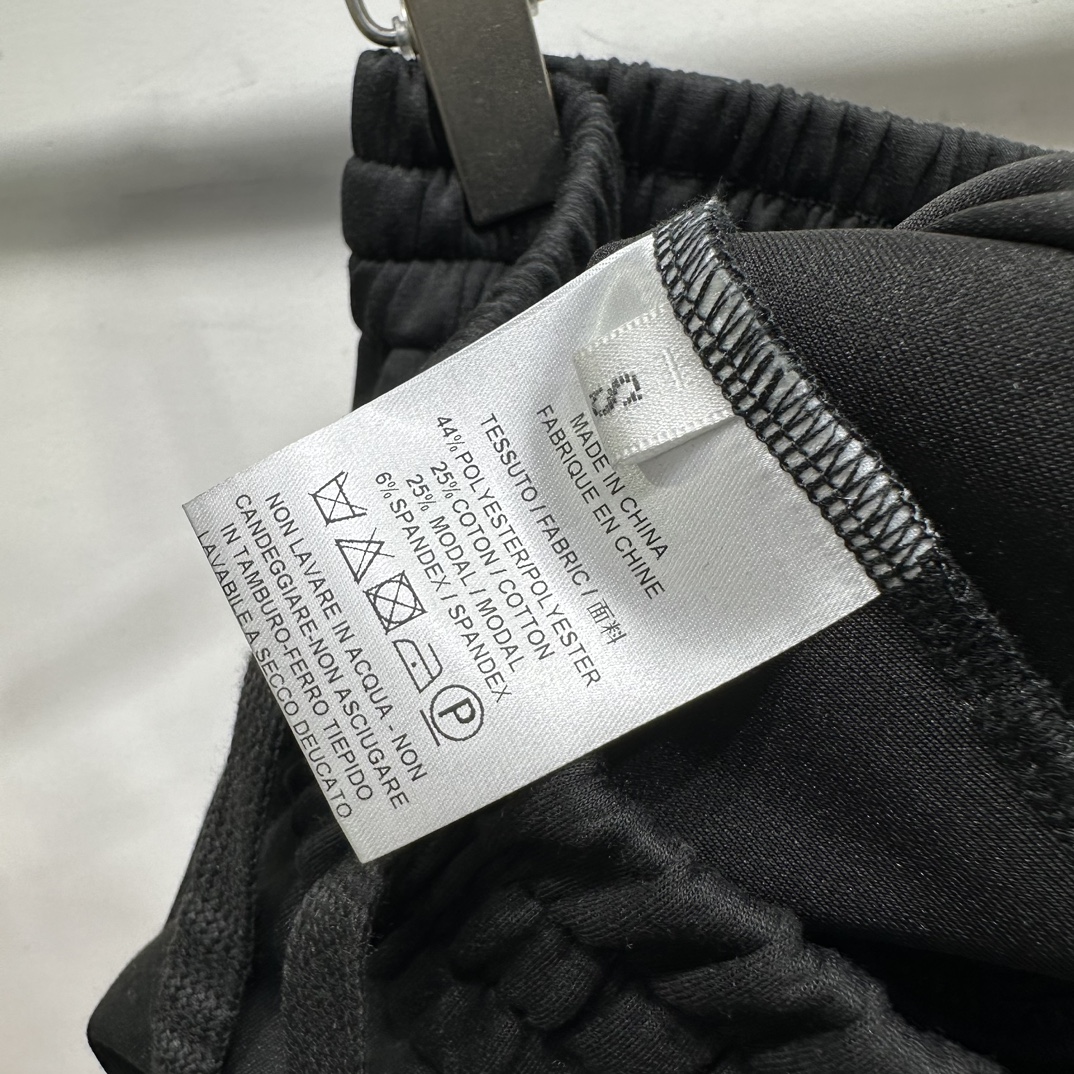 S
MADE IN CHINA
FABRIQUE EN CHINE
TESSUTO / FABRIC / 面料
44% POLYESTER/POLYESTER
25% COTON / COTTON
25% MODAL / MODAL
6% SPANDEX / SPANDEX
P
NON LAVARE IN ACQUA - NON
CANDEGGIARE-NON ASCIUGARE
IN TAMBURO-FERRO TIEPIDO
LAVABILE A SECCO DEUCATO